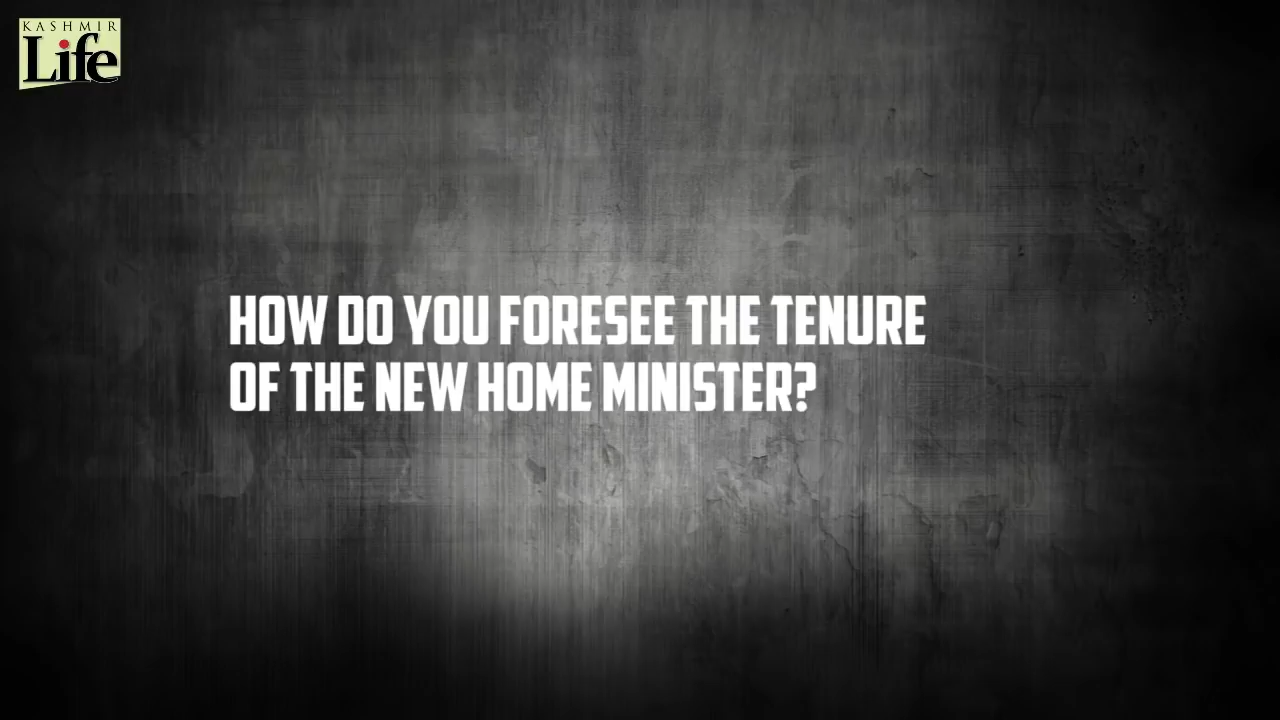 KASHMIR
Life
HOW DO YOU FORESEE THE TENURE
OF THE NEW HOME MINISTER?